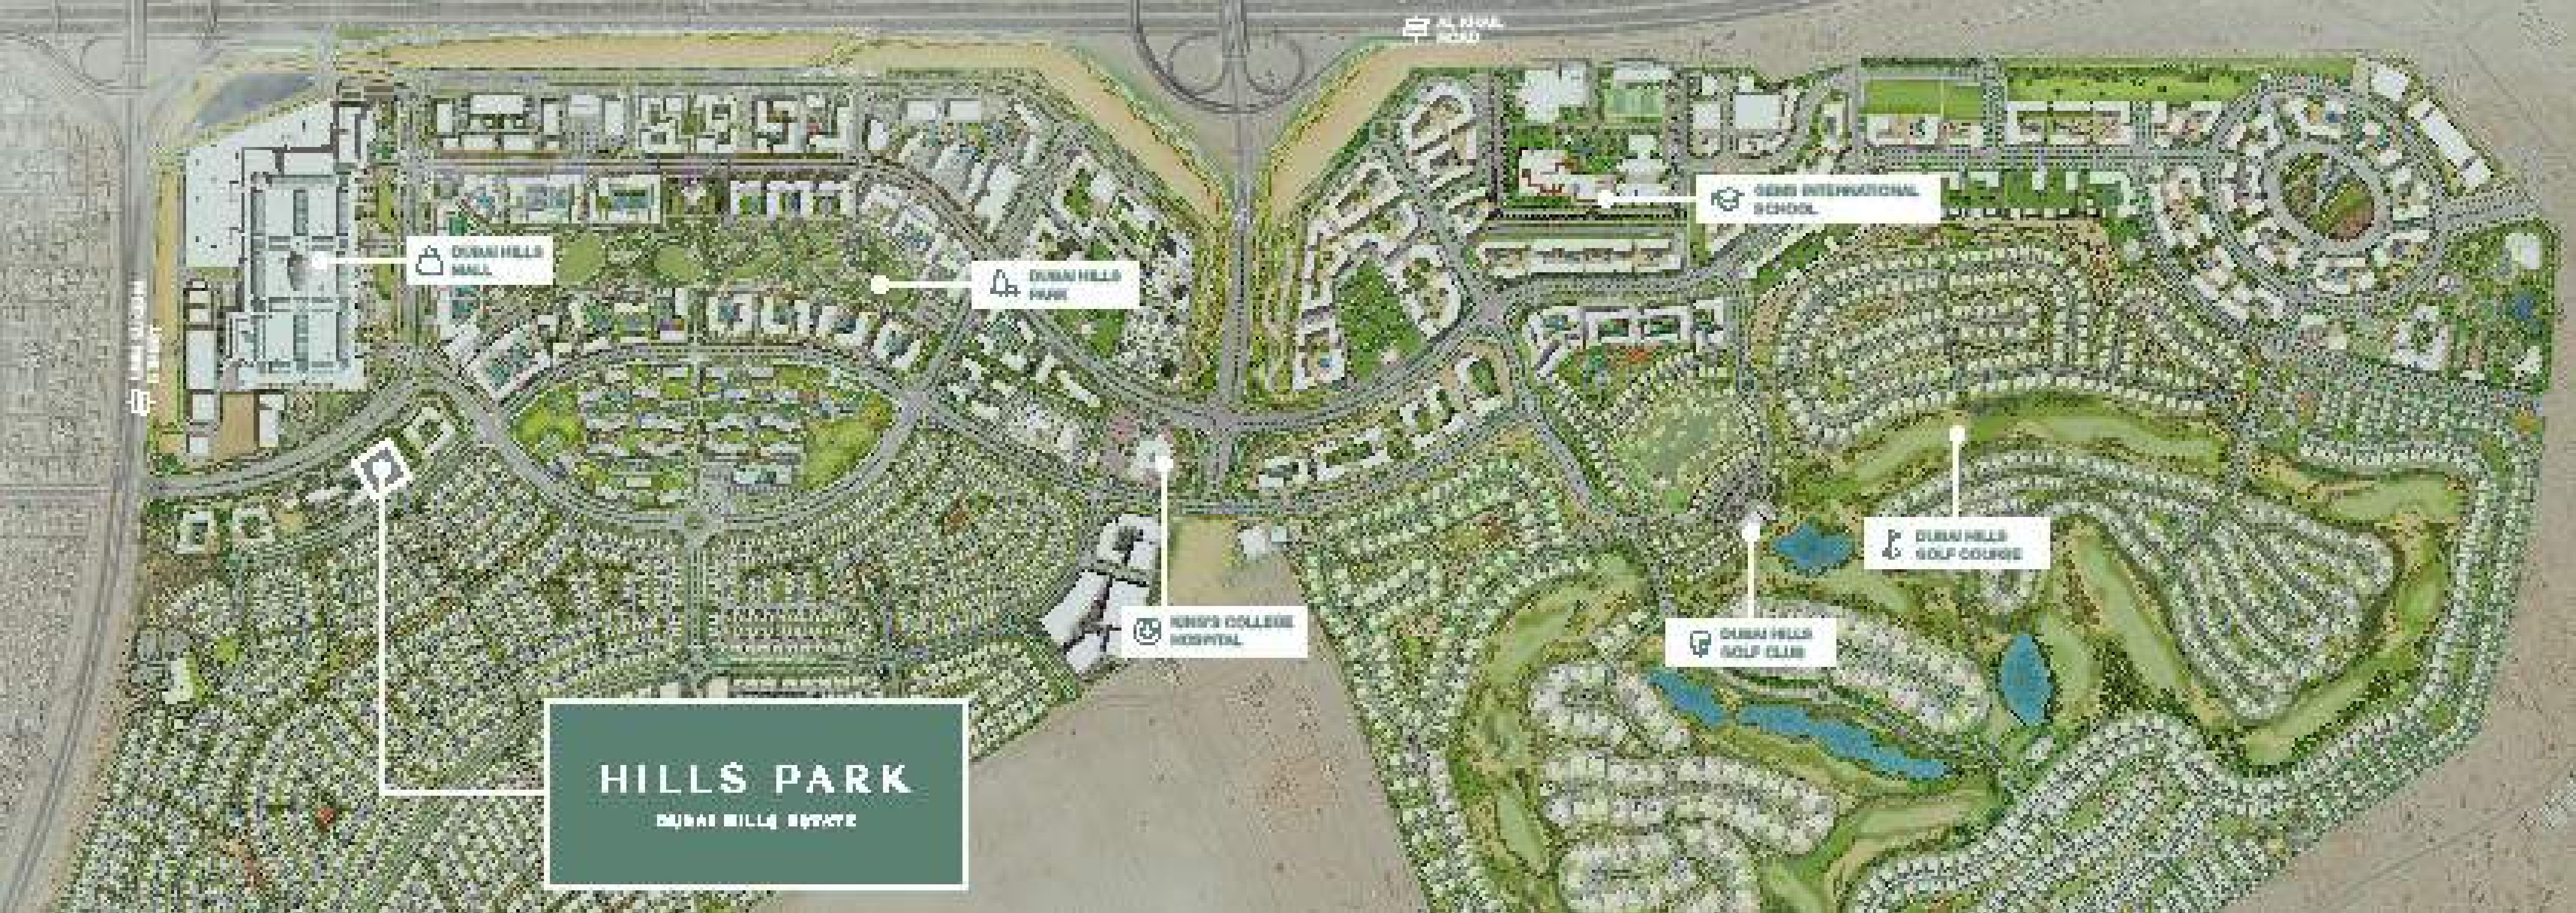 AL KHAIL
ROAD
GEMS INTERNATIONAL
SCHOOL
DUBAI HILLS
MALL
DUBAI HILLS
PARK
DUBAI HILLS
GOLF COURSE
KING'S COLLEGE
HOSPITAL
DUBAI HILLS
GOLF CLUB
HILLS PARK
DUBAI HILLS ESTATE